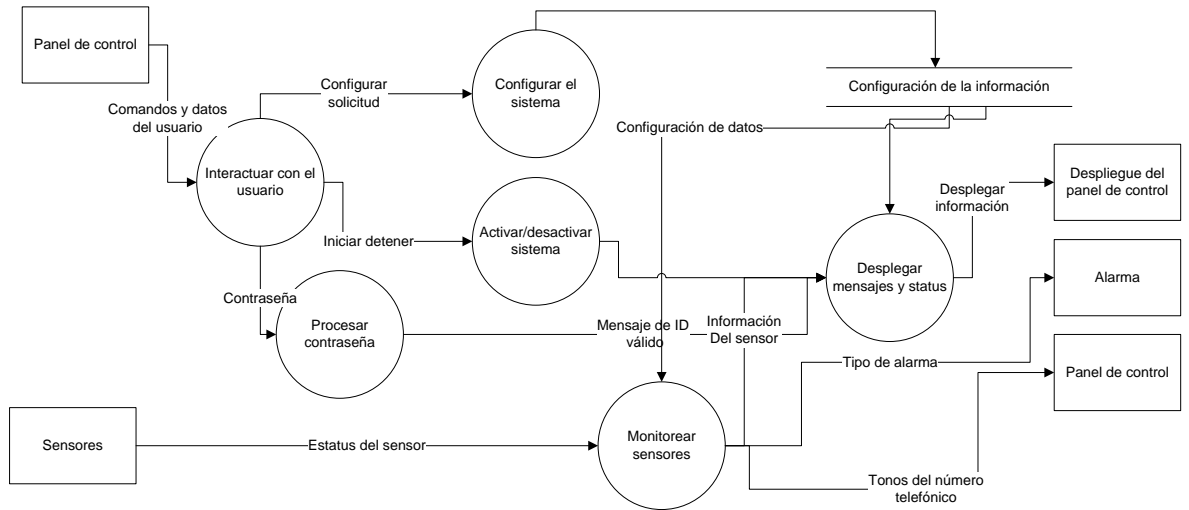 Panel de control
Configurar
solicitud
Configurar el
sistema
Configuración de la información
Comandos y datos
del usuario
Configuración de datos
Interactuar con el
usuario
Despliegue del
panel de control
Desplegar
información
Iniciar detener
Activar/desactivar
sistema
Desplegar
mensajes y status
Alarma
Contraseña
Procesar
contraseña
Mensaje de ID
válido
Información
Del sensor
Tipo de alarma
Panel de control
Sensores
Estatus del sensor
Monitorear
sensores
Tonos del número
telefónico